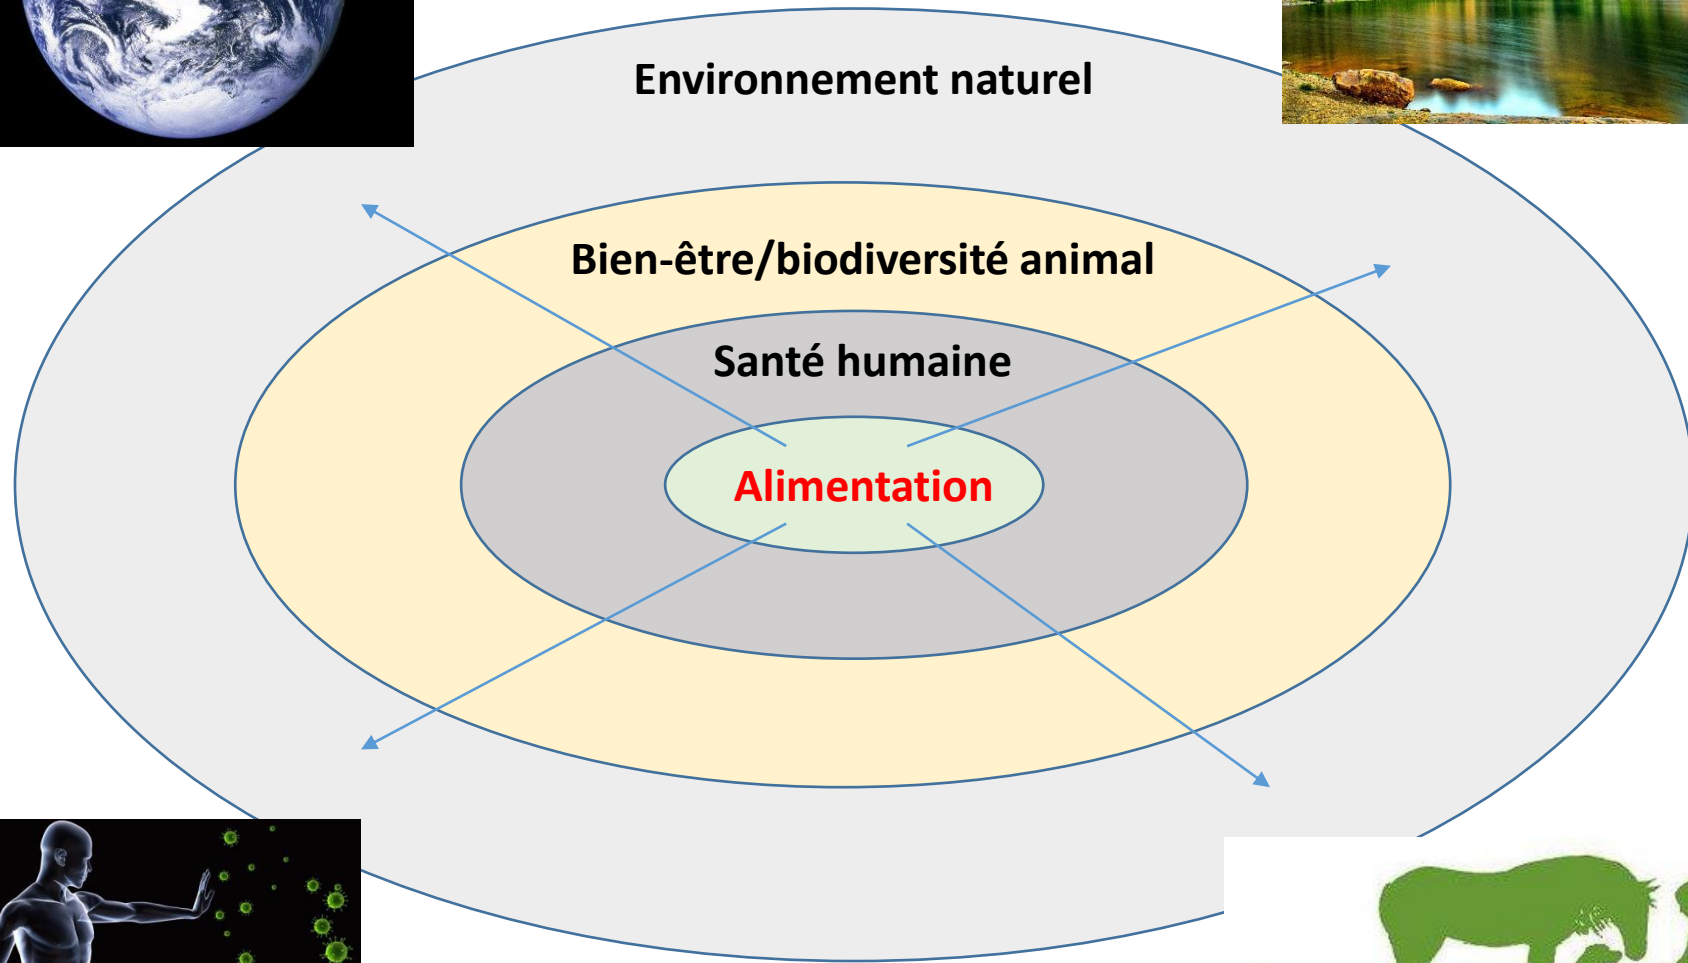 Environnement naturel
Bien-être/biodiversité animal
Santé humaine
Alimentation